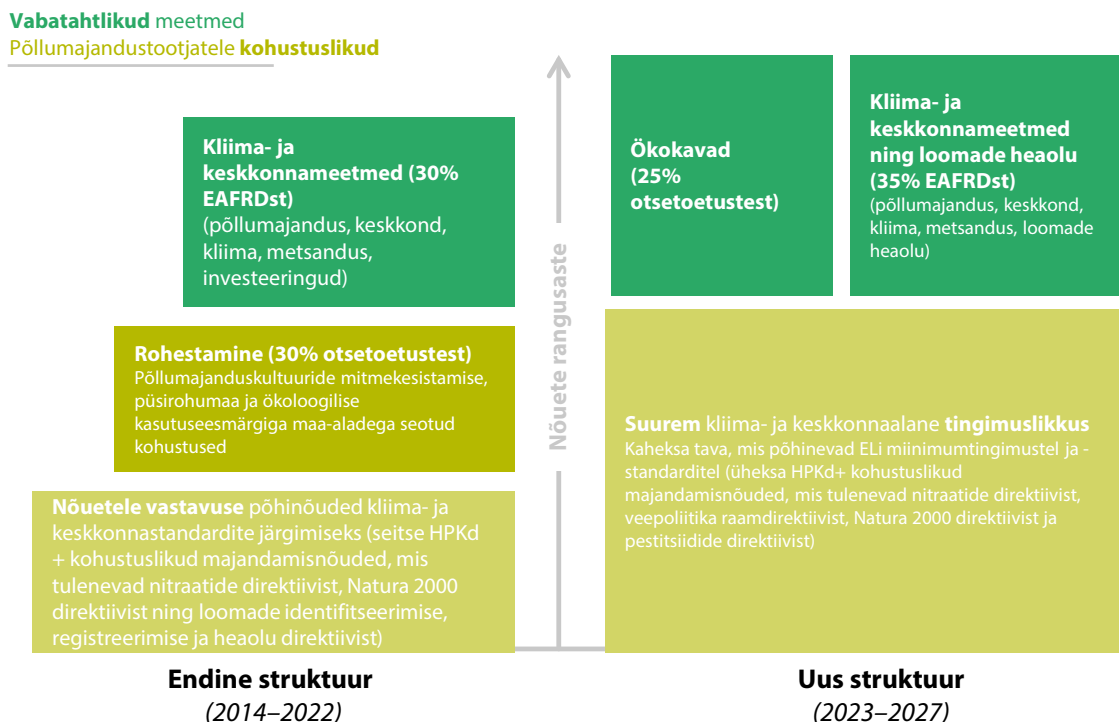 Vabatahtlikud meetmed
Põllumajandustootjatele kohustuslikud
Kliima- ja
keskkonnameetmed (30%
EAFRDst)
(põllumajandus, keskkond,
kliima, metsandus,
investeeringud)
Rohestamine (30% otsetoetustest)
Põllumajanduskultuuride mitmekesistamise,
püsirohumaa ja ökoloogilise
kasutuseesmärgiga maa-aladega seotud
kohustused
Nõuetele vastavuse põhinõuded kliima- ja
keskkonnastandardite järgimiseks (seitse HPKd
+ kohustuslikud majandamisnõuded, mis
tulenevad nitraatide direktiivist, Natura 2000
direktiivist ning loomade identifitseerimise,
registreerimise ja heaolu direktiivist)
Endine struktuur
(2014–2022)
Nõuete rangusaste
Ökokavad
(25%
otsetoetustest)
Kliima- ja
keskkonnameetmed
ning loomade heaolu
(35% EAFRDst)
(põllumajandus, keskkond,
kliima, metsandus, loomade
heaolu)
Suurem kliima- ja keskkonnaalane tingimuslikkus
Kaheksa tava, mis põhinevad ELi miinimumtingimustel ja -
standarditel (üheksa HPKd+ kohustuslikud
majandamisnõuded, mis tulenevad nitraatide direktiivist,
veepoliitika raamdirektiivist, Natura 2000 direktiivist ja
pestitsiidide direktiivist)
Uus struktuur
(2023–2027)